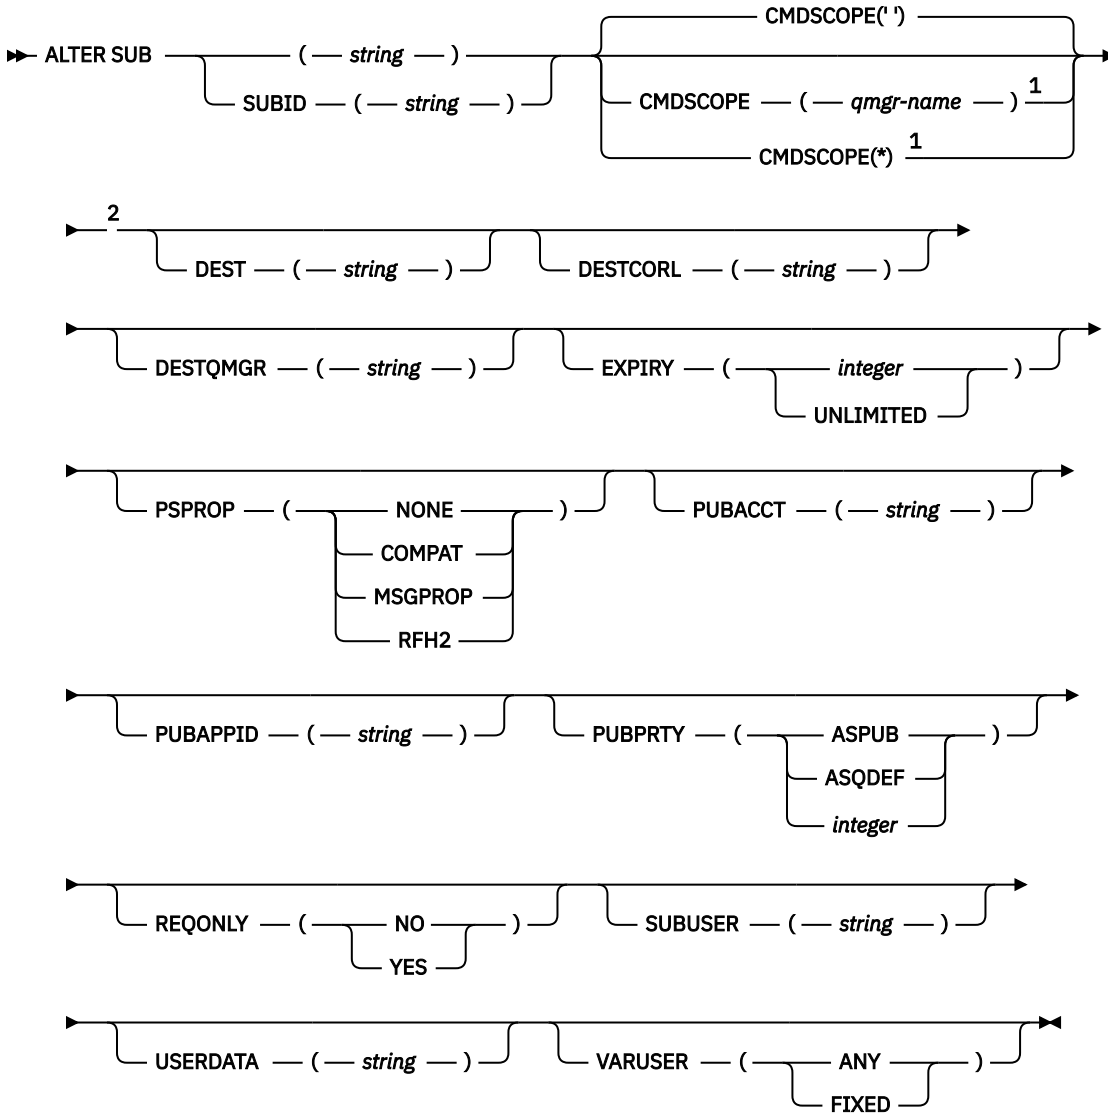 CMDSCOPE(' ')
ALTER SUB ( string )
SUBID ( string )
CMDSCOPE ( qmgr-name ) 1
CMDSCOPE(*) 1
2
DEST ( string ) DESTCORL ( string )
DESTQMGR ( string ) EXPIRY ( integer )
UNLIMITED
PSPROP ( NONE ) PUBACCT ( string )
COMPAT
MSGPROP
RFH2
PUBAPPID ( string ) PUBPRTY ( ASPUB )
ASQDEF
integer
REQONLY ( NO ) SUBUSER ( string )
YES
USERDATA ( string ) VARUSER ( ANY )
FIXED